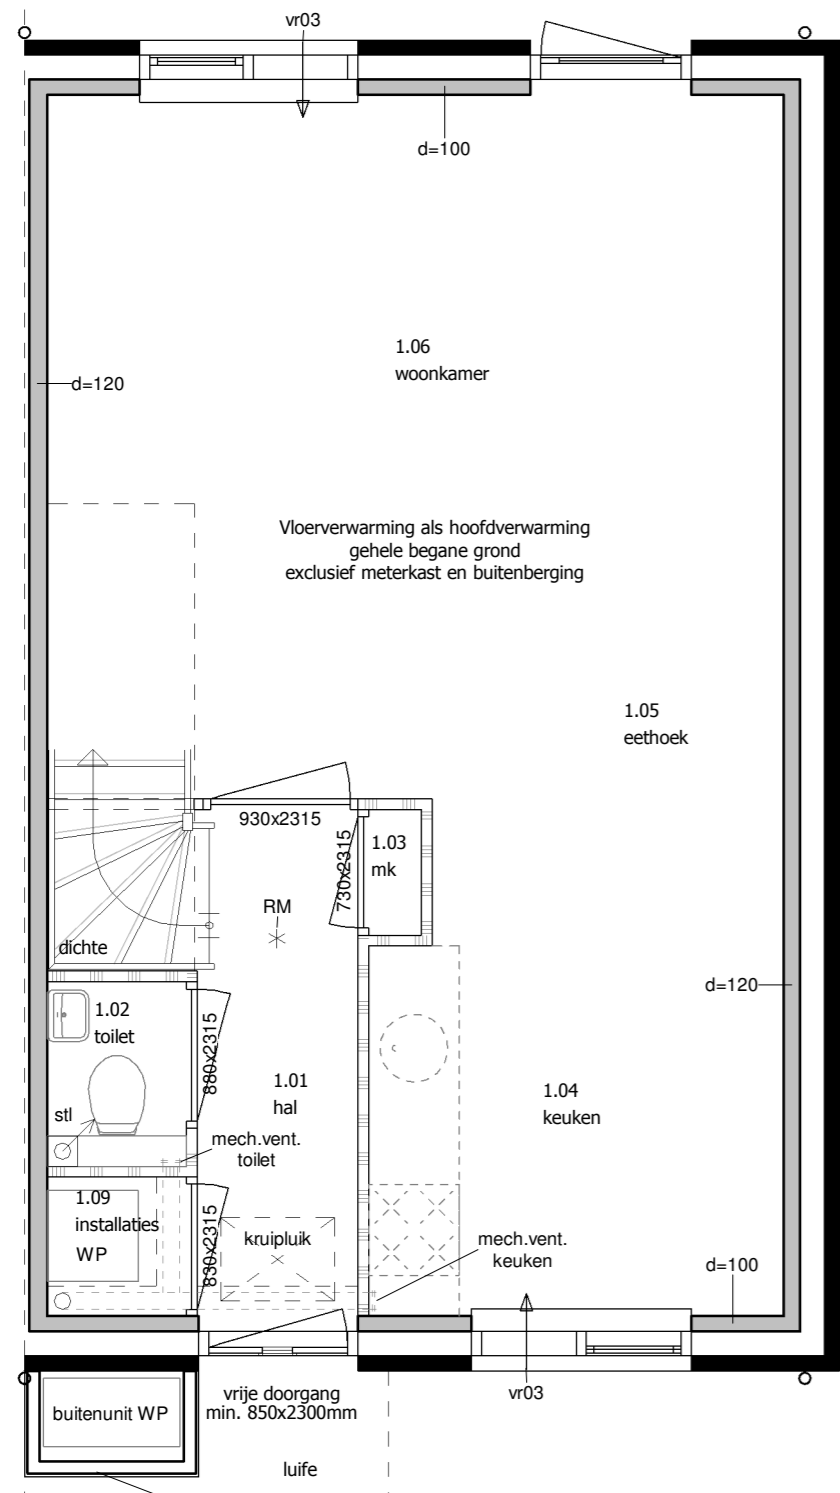 vr03
d=100
1.06
woonkamer
d=120
Vloerverwarming als hoofdverwarming
gehele begane grond
exclusief meterkast en buitenberging
1.05
eethoek
930x2315
730x2315
1.03
mk
RM
dichte
d=120
1.02
toilet
880x2315
1.01
hal
1.04
keuken
stl
mech.vent.
toilet
1.09
installaties
WP
830x2315
kruipluik
mech.vent.
keuken
d=100
vrije doorgang
min. 850x2300mm
vr03
buitenunit WP
luife